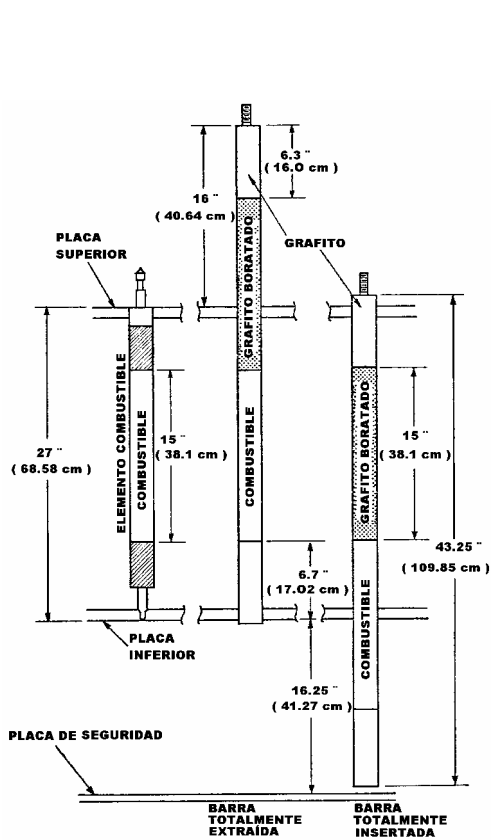 6.3 ¨
( 16.0 cm )
16 ¨
( 40.64 cm )
GRAFITO
PLACA
SUPERIOR
GRAFITO BORATADO
ELEMENTO COMBUSTIBLE
COMBUSTIBLE
15 ¨
( 38.1 cm )
COMBUSTIBLE
GRAFITO BORATADO
15 ¨
( 38.1 cm )
27 ¨
( 68.58 cm )
43.25 ¨
( 109.85 cm )
6.7 ¨
( 17.02 cm )
COMBUSTIBLE
PLACA
INFERIOR
16.25 ¨
( 41.27 cm )
PLACA DE SEGURIDAD
BARRA
TOTALMENTE
EXTRAÍDA
BARRA
TOTALMENTE
INSERTADA